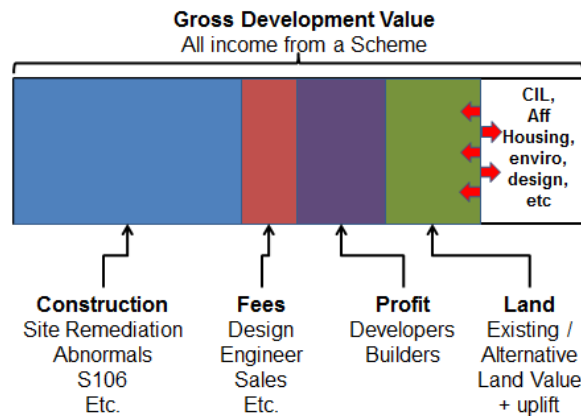 Gross Development Value
All income from a Scheme
CIL,
Aff
Housing,
enviro,
design,
etc
Construction
Site Remediation
Abnormals
S106
Etc.
Fees
Design
Engineer
Sales
Etc.
Profit
Developers
Builders
Land
Existing /
Alternative
Land Value
+ uplift